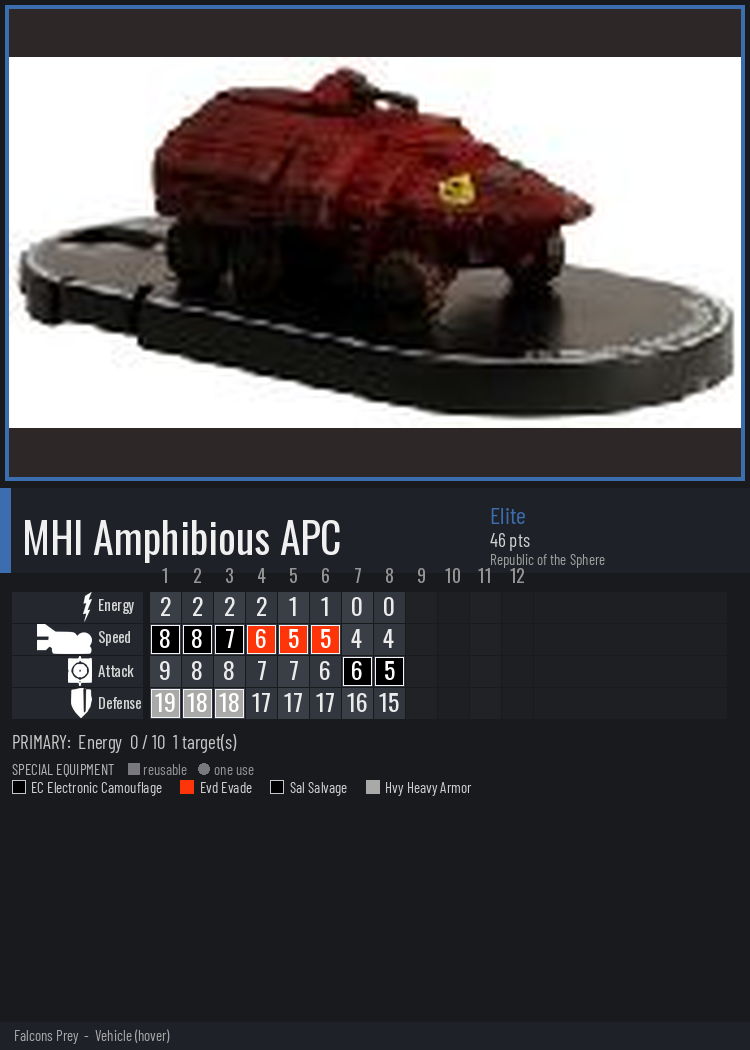 MHI Amphibious APC
Elite
46 pts
Republic of the Sphere
1 2 3 4 5 6 7 8 9 10 11 12
Energy 2 2 2 2 1 1 0 0
Speed 8 8 7 6 5 5 4 4
Attack 9 8 8 7 7 6 6 5
Defense 19 18 18 17 17 17 16 15
PRIMARY: Energy 0 / 10 1 target(s)
SPECIAL EQUIPMENT reusable one use
EC Electronic Camouflage Evd Evade Sal Salvage Hvy Heavy Armor
Falcons Prey - Vehicle (hover)